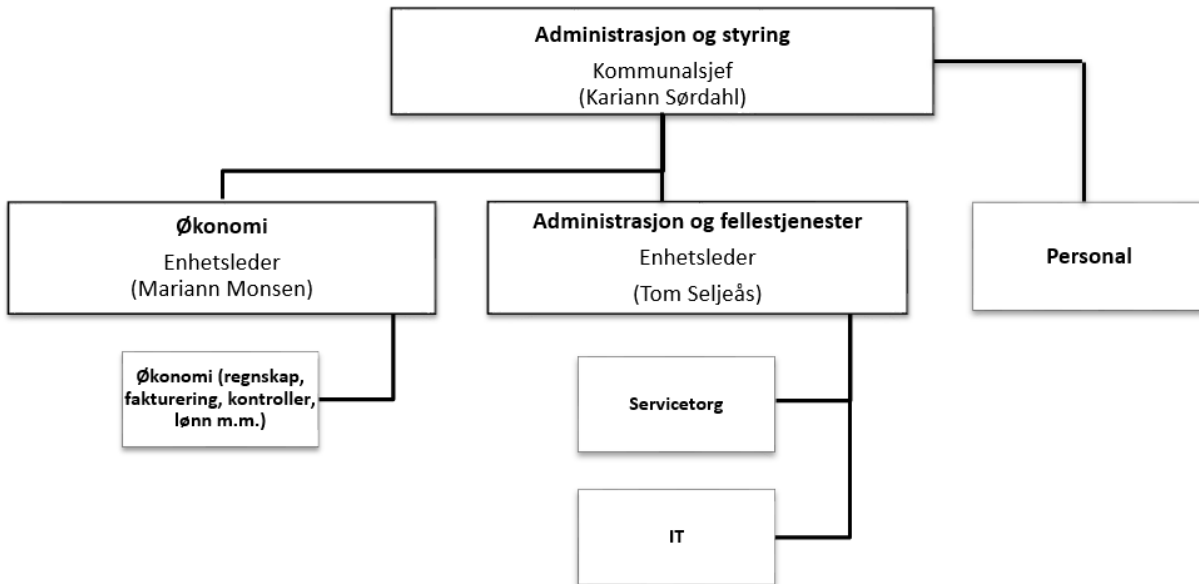 Administrasjon og styring
Kommunalsjef
(Kariann Sørdahl)
Økonomi
Enhetsleder
(Mariann Monsen)
Administrasjon og fellestjenester
Enhetsleder
(Tom Seljeås)
Personal
Økonomi (regnskap,
fakturering, kontroller,
lønn m.m.)
Servicetorg
IT